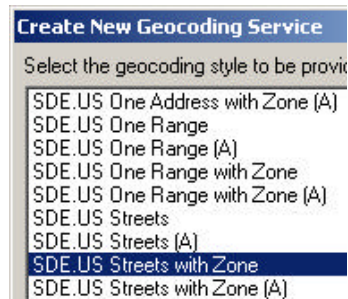 Create New Geocoding Service
Select the geocoding style to be
SDE.US One Address with Zone (A)
SDE.US One Range
SDE.US One Range (A)
SDE.US One Range with Zone
SDE.US One Range with Zone (A)
SDE.US Streets
SDE.US Streets (A)
SDE.US Streets with Zone
SDE.US Streets with Zone (A)